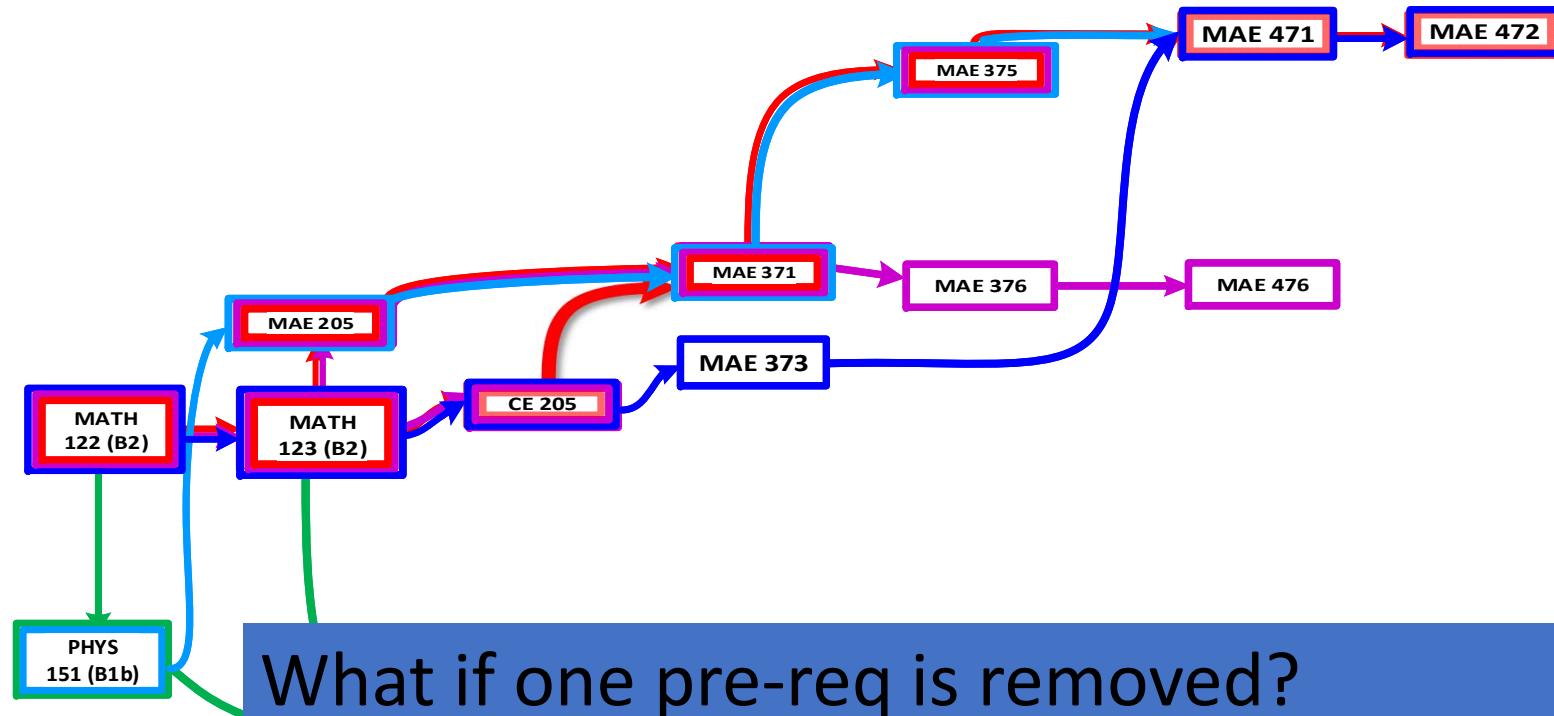 MAE 471
MAE 472
MAE 375
MAE 371
MAE 376
MAE 476
MAE 205
MAE 373
CE 205
MATH
122 (B2)
MATH
123 (B2)
PHYS
151 (B1b)
What if one pre-req is removed?